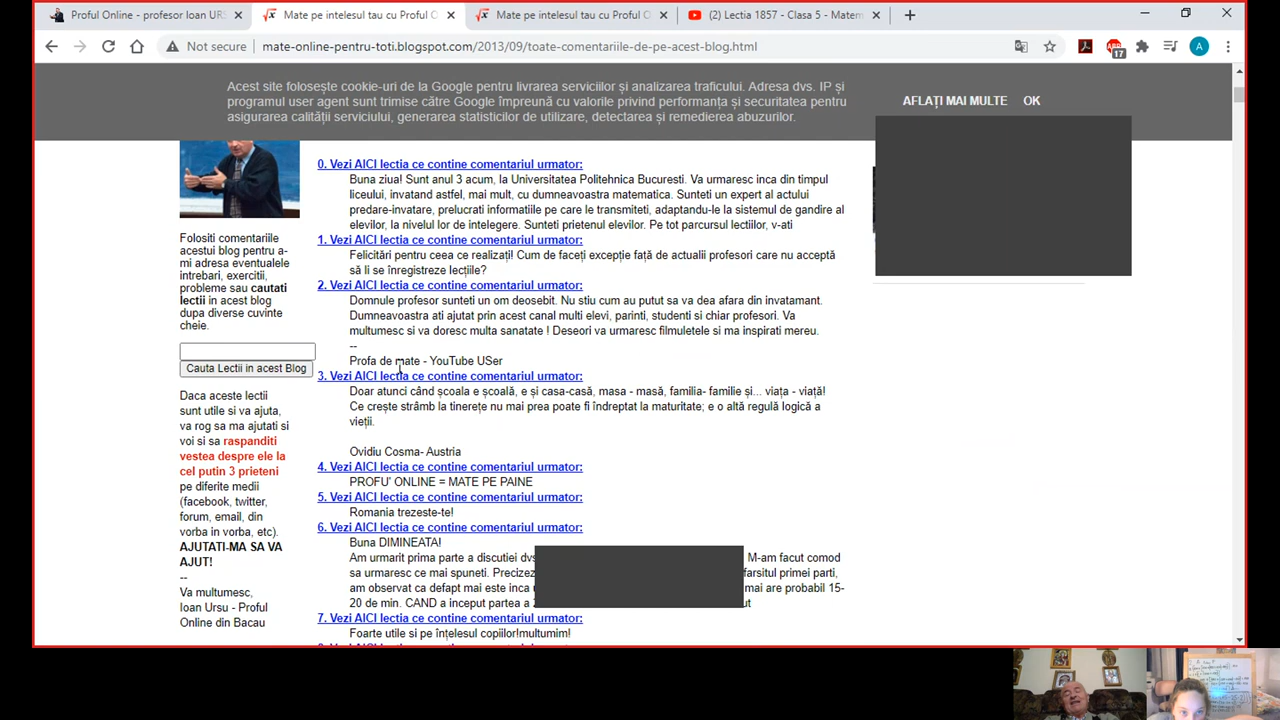 Proful Online - profesor Ioan URS
Mate pe intelesul tau cu Proful O
Mate pe intelesul tau cu Proful O
(2) Lectia 1857 - Clasa 5 - Matem
Not secure
mate-online-pentru-toti.blogspot.com/2013/09/toate-comentariile-de-pe-acest-blog.html
17
A
Acest site folosește cookie-uri de la Google pentru livrarea serviciilor și analizarea traficului. Adresa dvs. IP și
programul user agent sunt trimise către Google împreună cu valorile privind performanța și securitatea pentru
asigurarea calității serviciului, generarea statisticilor de utilizare, detectarea și remedierea abuzurilor.
AFLAȚI MAI MULTE
OK
Folositi comentariile
acestui blog pentru a-
mi adresa eventualele
intrebari, exercitii,
probleme sau cautati
lectii in acest blog
dupa diverse cuvinte
cheie.
Cauta Lectii in acest Blog
Daca aceste lectii
sunt utile si va ajuta,
va rog sa ma ajutati si
voi si sa raspanditi
vestea despre ele la
cel putin 3 prieteni
pe diferite medii
(facebook, twitter,
forum, email, din
vorba in vorba, etc).
AJUTATI-MA SA VA
AJUT!
--
Va multumesc,
Ioan Ursu - Proful
Online din Bacau
0. Vezi AICI lectia ce contine comentariul urmator:
Buna ziua! Sunt anul 3 acum, la Universitatea Politehnica Bucuresti. Va urmaresc inca din timpul
liceului, invatand astfel, mai mult, cu dumneavoastra matematica. Sunteti un expert al actului
predare-invatare, prelucrati informatiile pe care le transmiteti, adaptandu-le la sistemul de gandire al
elevilor, la nivelul lor de intelegere. Sunteti prietenul elevilor. Pe tot parcursul lectiilor, v-ati
1. Vezi AICI lectia ce contine comentariul urmator:
Felicitări pentru ceea ce realizați! Cum de faceți excepție față de actualii profesori care nu acceptă
să li se înregistreze lecțiile?
2. Vezi AICI lectia ce contine comentariul urmator:
Domnule profesor sunteti un om deosebit. Nu stiu cum au putut sa va dea afara din invatamant.
Dumneavoastra ati ajutat prin acest canal multi elevi, parinti, studenti si chiar profesori. Va
multumesc si va doresc multa sanatate ! Deseori va urmaresc filmuletele si ma inspirati mereu.
--
Profa de mate - YouTube USer
3. Vezi AICI lectia ce contine comentariul urmator:
Doar atunci când școala e școală, e și casa-casă, masa - masă, familia- familie și... viața - viață!
Ce crește strâmb la tinerețe nu mai prea poate fi îndreptat la maturitate; e o altă regulă logică a
vieții.
Ovidiu Cosma- Austria
4. Vezi AICI lectia ce contine comentariul urmator:
PROFU' ONLINE = MATE PE PAINE
5. Vezi AICI lectia ce contine comentariul urmator:
Romania trezeste-te!
6. Vezi AICI lectia ce contine comentariul urmator:
Buna DIMINEATA!
Am urmarit prima parte a discutiei dvs M-am facut comod
sa urmaresc ce mai spuneti. Precizez farsitul primei parti,
am observat ca defapt mai este inca mai are probabil 15-
20 de min. CAND a inceput partea a ut
7. Vezi AICI lectia ce contine comentariul urmator:
Foarte utile si pe înțelesul copiilor!multumim!